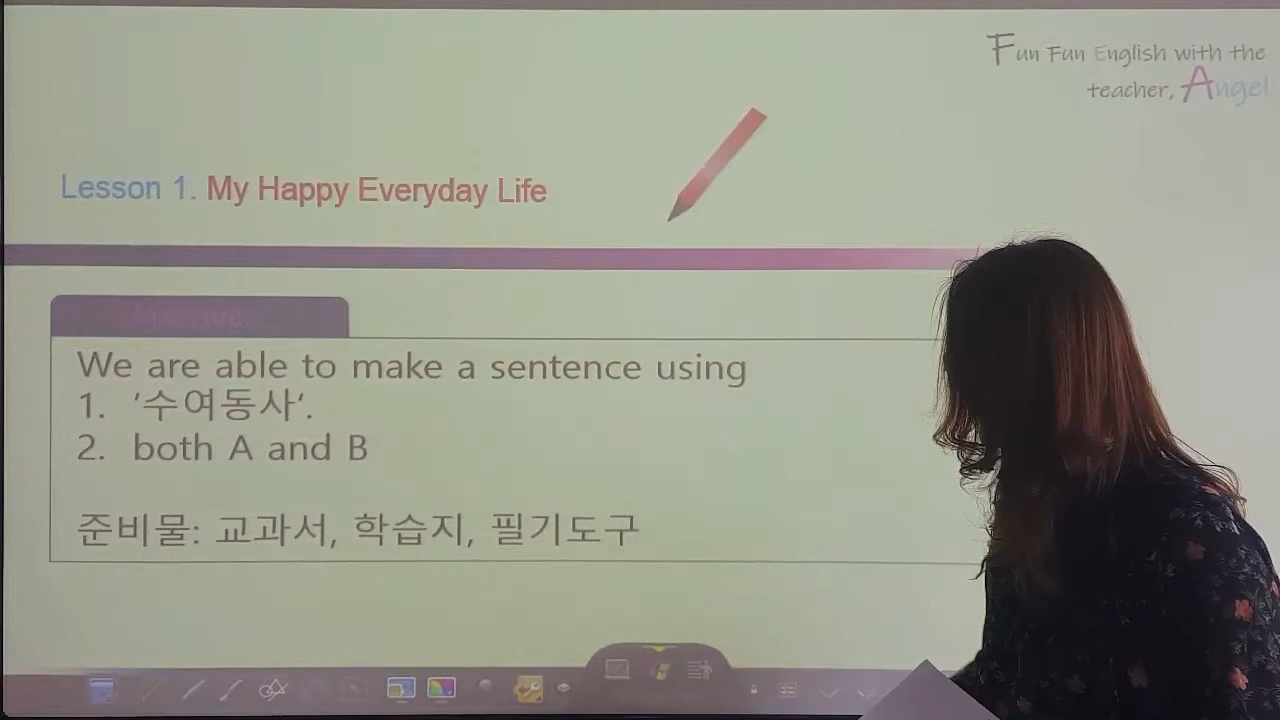 Fun Fun English with the
teacher, Angel
Lesson 1. My Happy Everyday Life
We are able to make a sentence using
1. '수여동사'.
2. both A and B
준비물: 교과서, 학습지, 필기도구